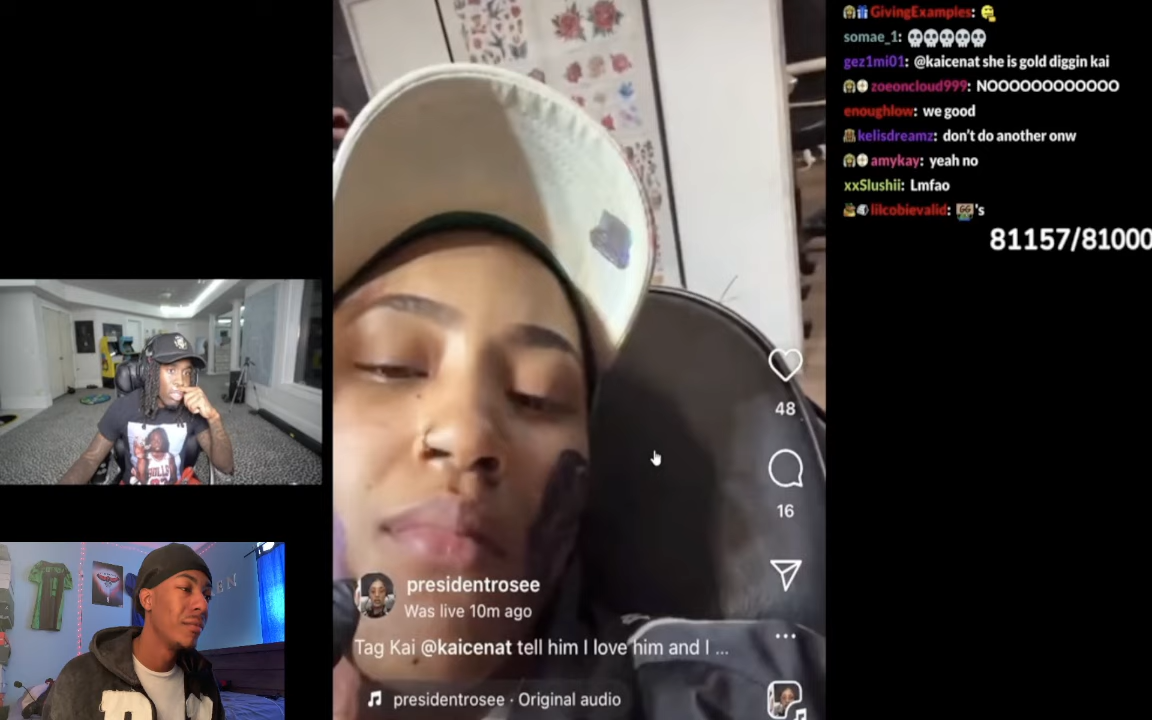 GivingExamples:
somae_1:
gez1mi01: @kaicenat she is gold diggin kai
zoeoncloud999: NOOOOOOOOOOOO
enoughlow: we good
kelisdreamz: don't do another onw
amykay: yeah no
xxSlushii: Lmfao
lilcobievalid: 's
81157/81000
48
16
presidentrosee
Was live 10m ago
Tag Kai @kaicenat tell him I love him and I ...
presidentrosee · Original audio